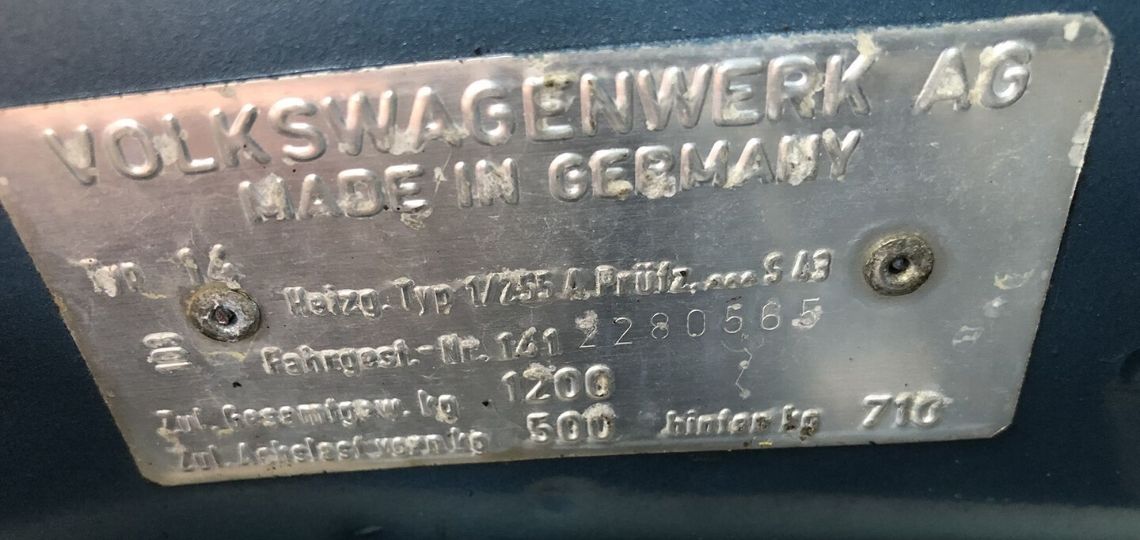 VOLKSWAGENWERK AG
MADE IN GERMANY
Typ 14 Heizg. Typ 1/255 A. Prüfz. ... S 43
Fahrgest.-Nr. 141 2280565
Zul. Gesamtgew. kg 1200
Zul. Achslast vorn kg 500 hinten kg 710